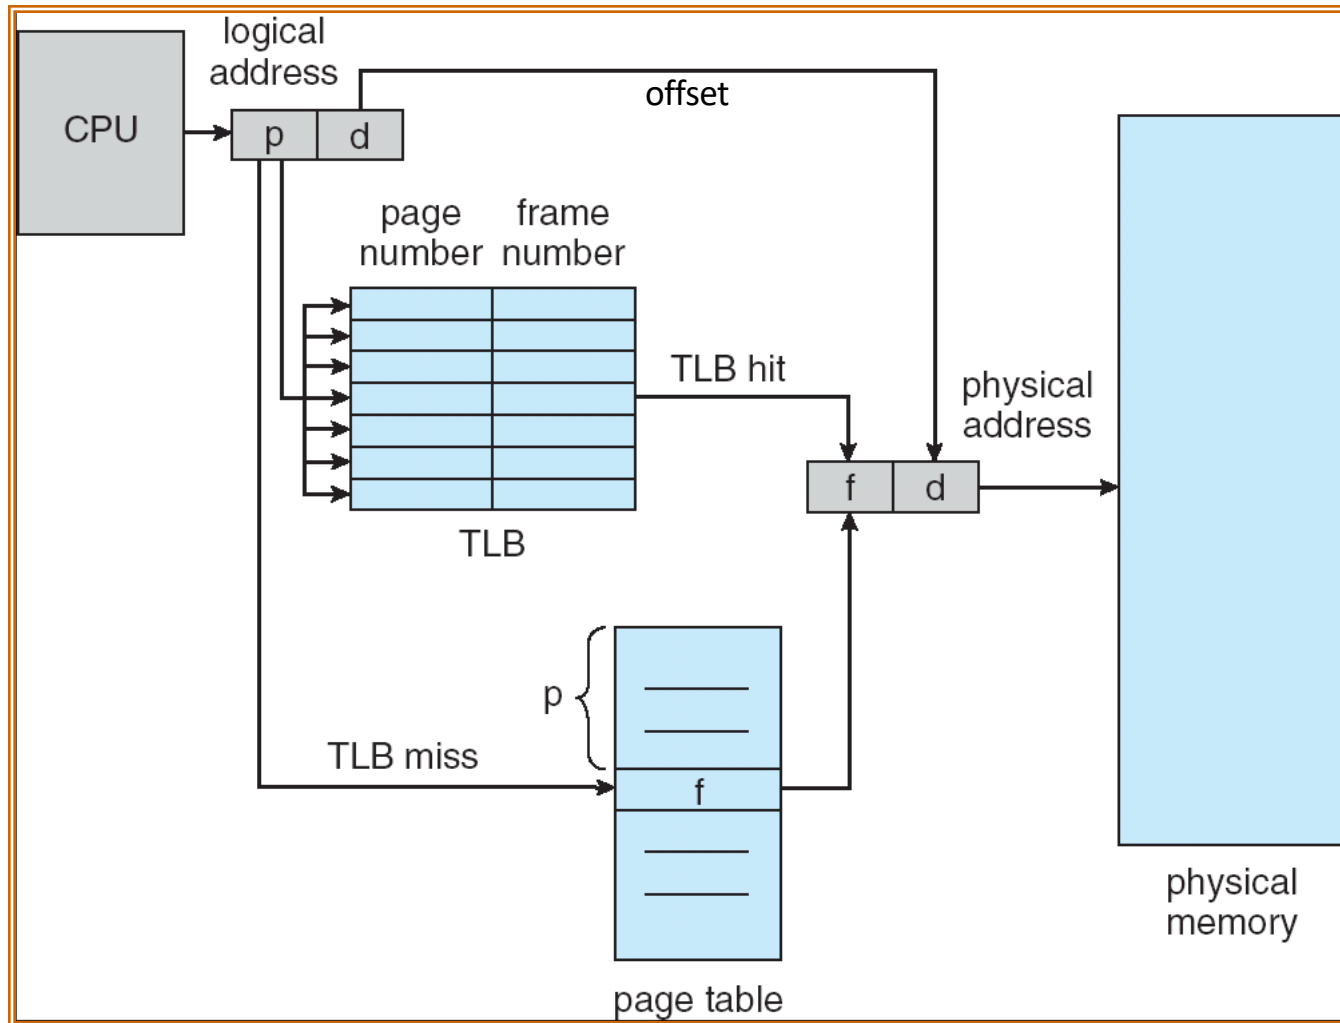 logical
address
offset
CPU
p
d
page
number
frame
number
TLB hit
physical
address
f
d
TLB
p
TLB miss
f
physical
memory
page table